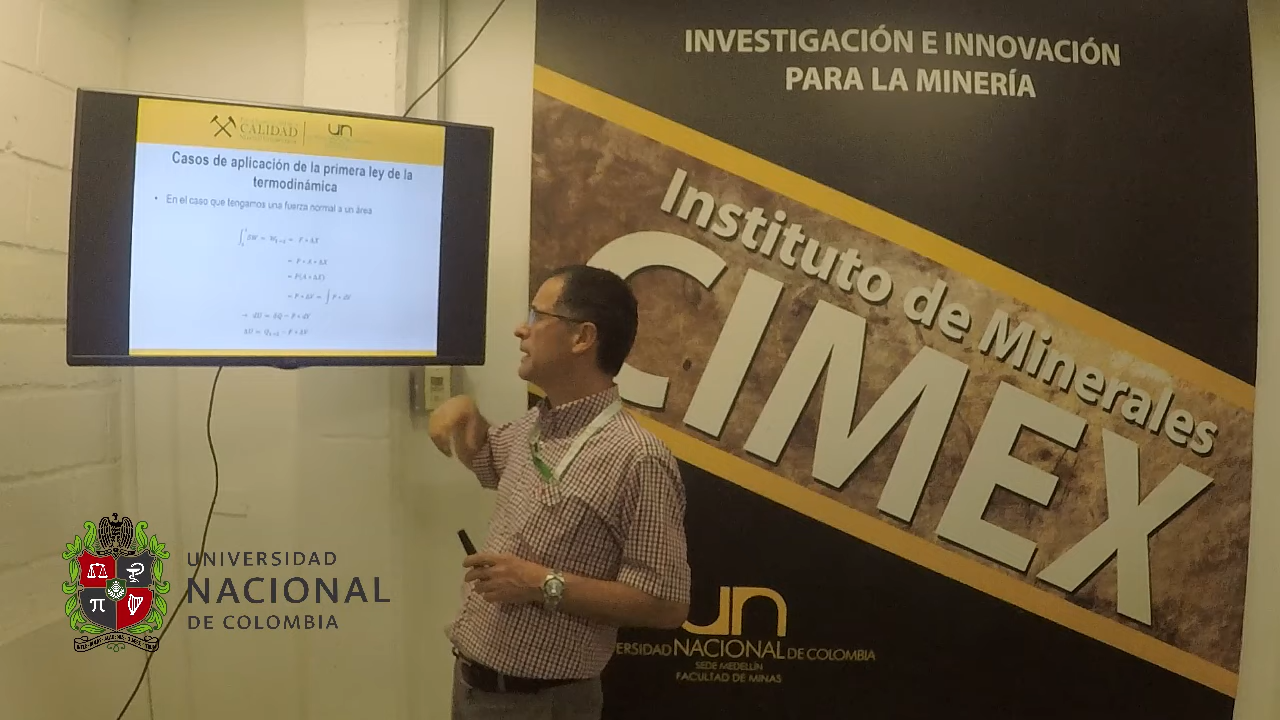 INVESTIGACIÓN E INNOVACIÓN
PARA LA MINERÍA
CALIDAD
un
Casos de aplicación de la primera ley de la
termodinámica
• En el caso que tengamos una fuerza normal a un área
Instituto de Minerales
CIMEX
UNIVERSIDAD
NACIONAL
DE COLOMBIA
un
ERSIDAD NACIONAL DE COLOMBIA
SEDE MEDELLÍN
FACULTAD DE MINAS